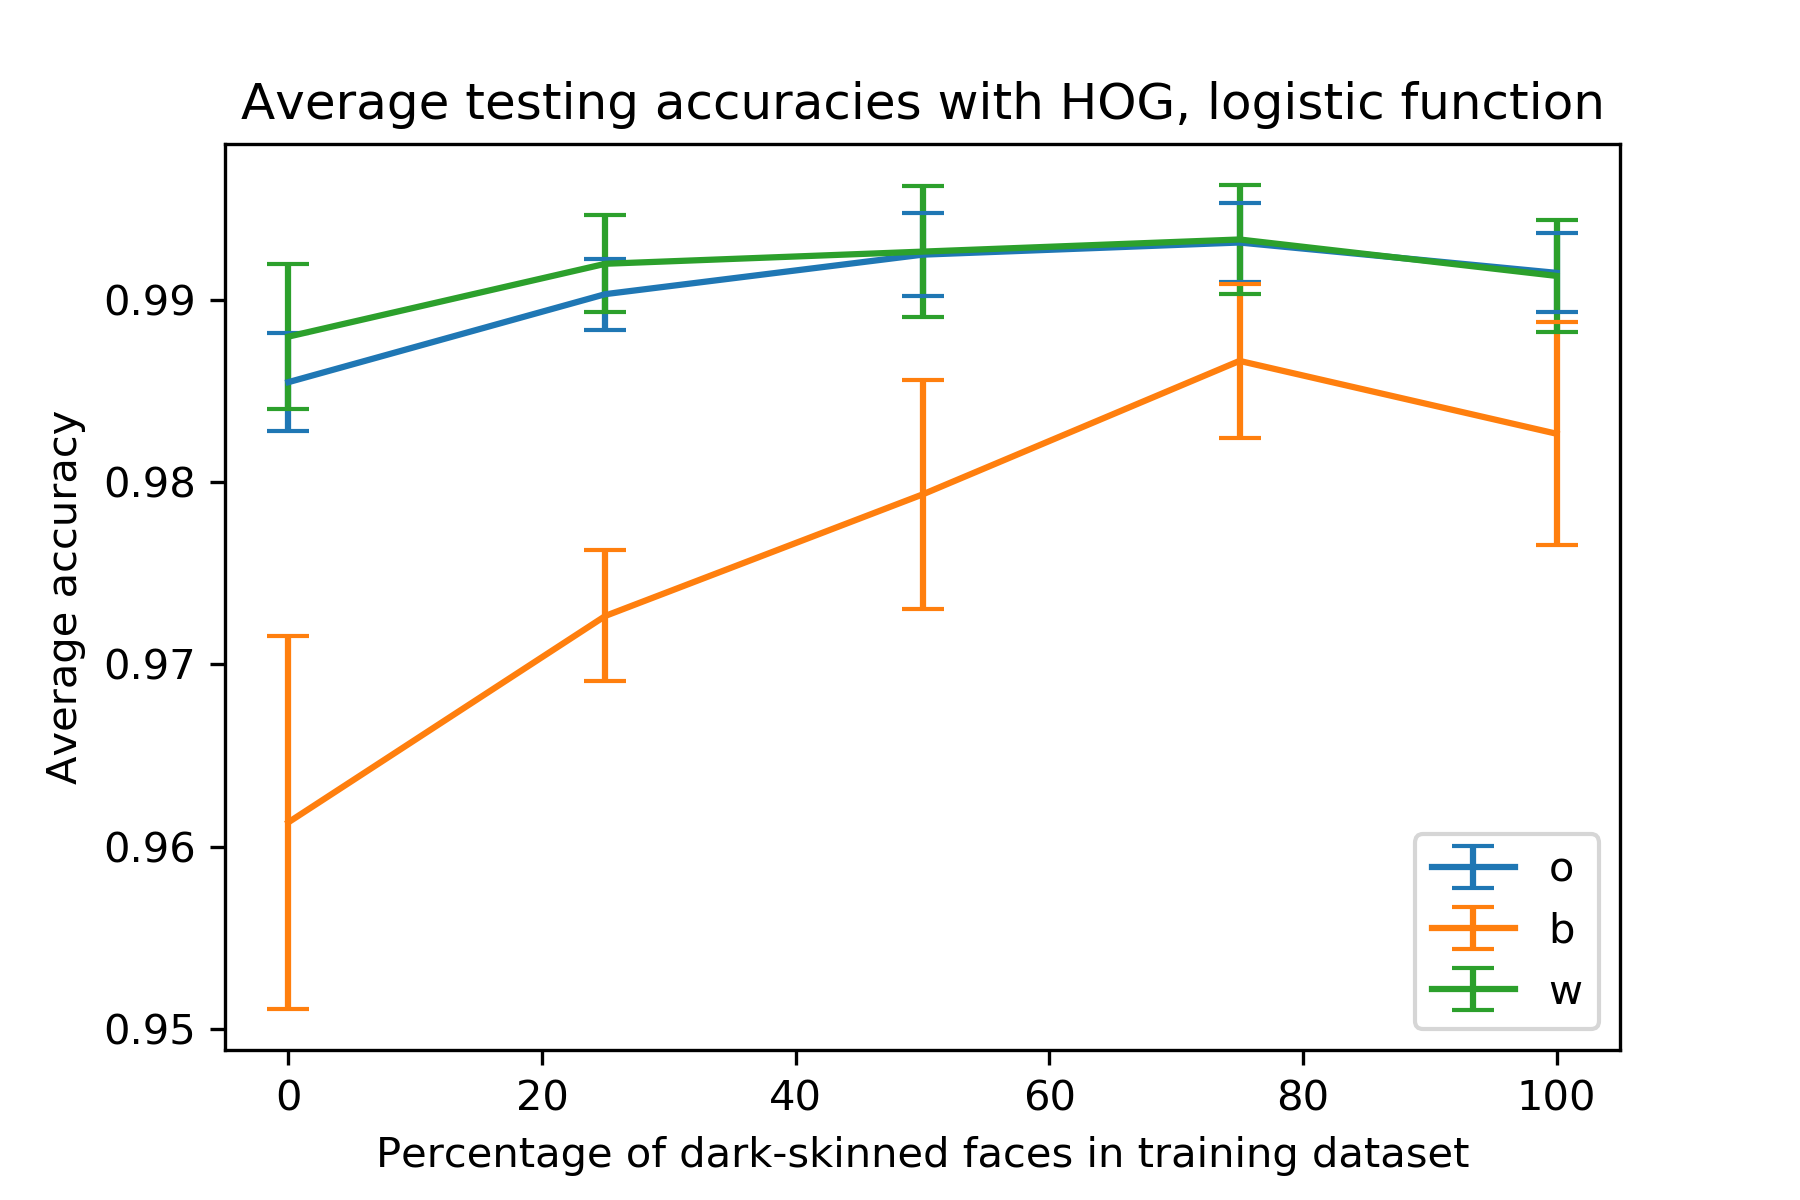 Average testing accuracies with HOG, logistic function
Average accuracy
0.99
0.98
0.97
0.96
0.95
o
b
w
0 20 40 60 80 100
Percentage of dark-skinned faces in training dataset